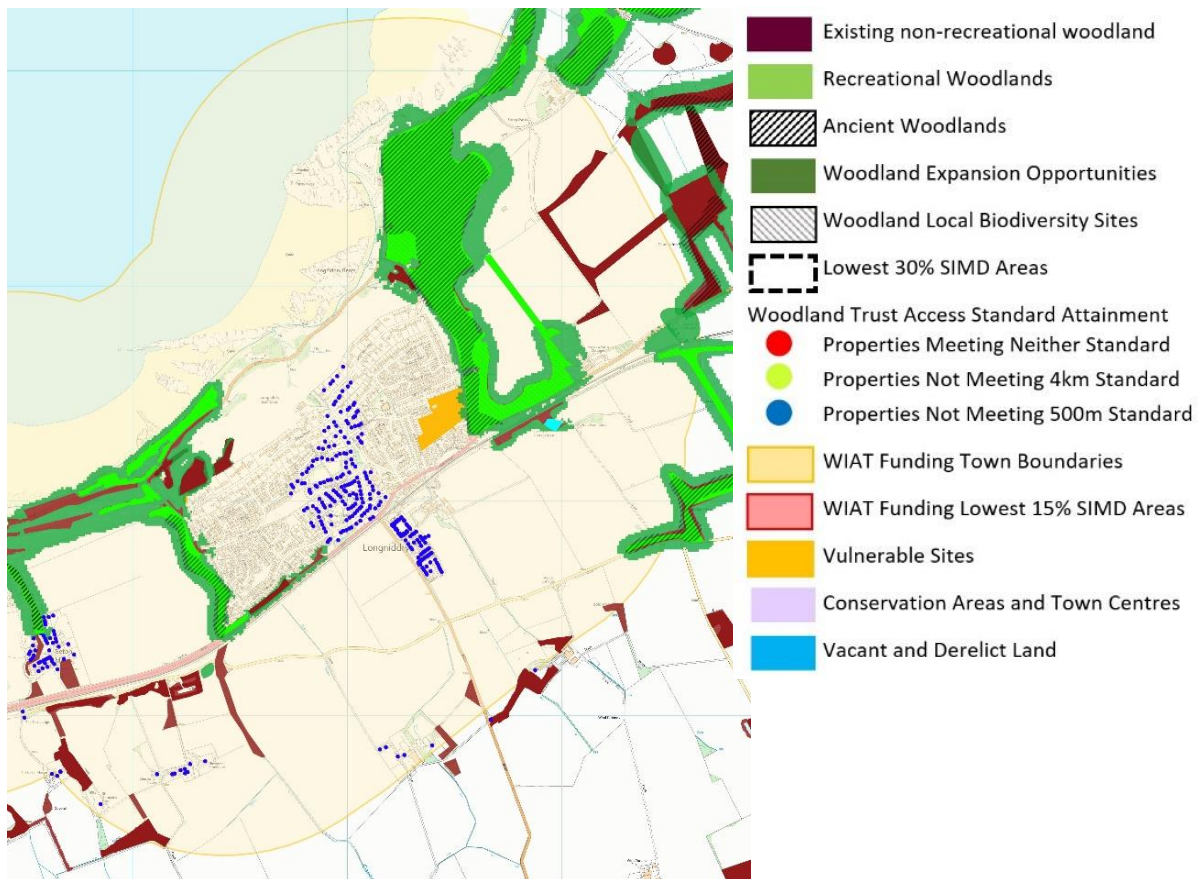 Existing non-recreational woodland
Recreational Woodlands
Ancient Woodlands
Woodland Expansion Opportunities
Woodland Local Biodiversity Sites
Lowest 30% SIMD Areas
Woodland Trust Access Standard Attainment
Properties Meeting Neither Standard
Properties Not Meeting 4km Standard
Properties Not Meeting 500m Standard
WIAT Funding Town Boundaries
WIAT Funding Lowest 15% SIMD Areas
Vulnerable Sites
Conservation Areas and Town Centres
Vacant and Derelict Land
Longniddry